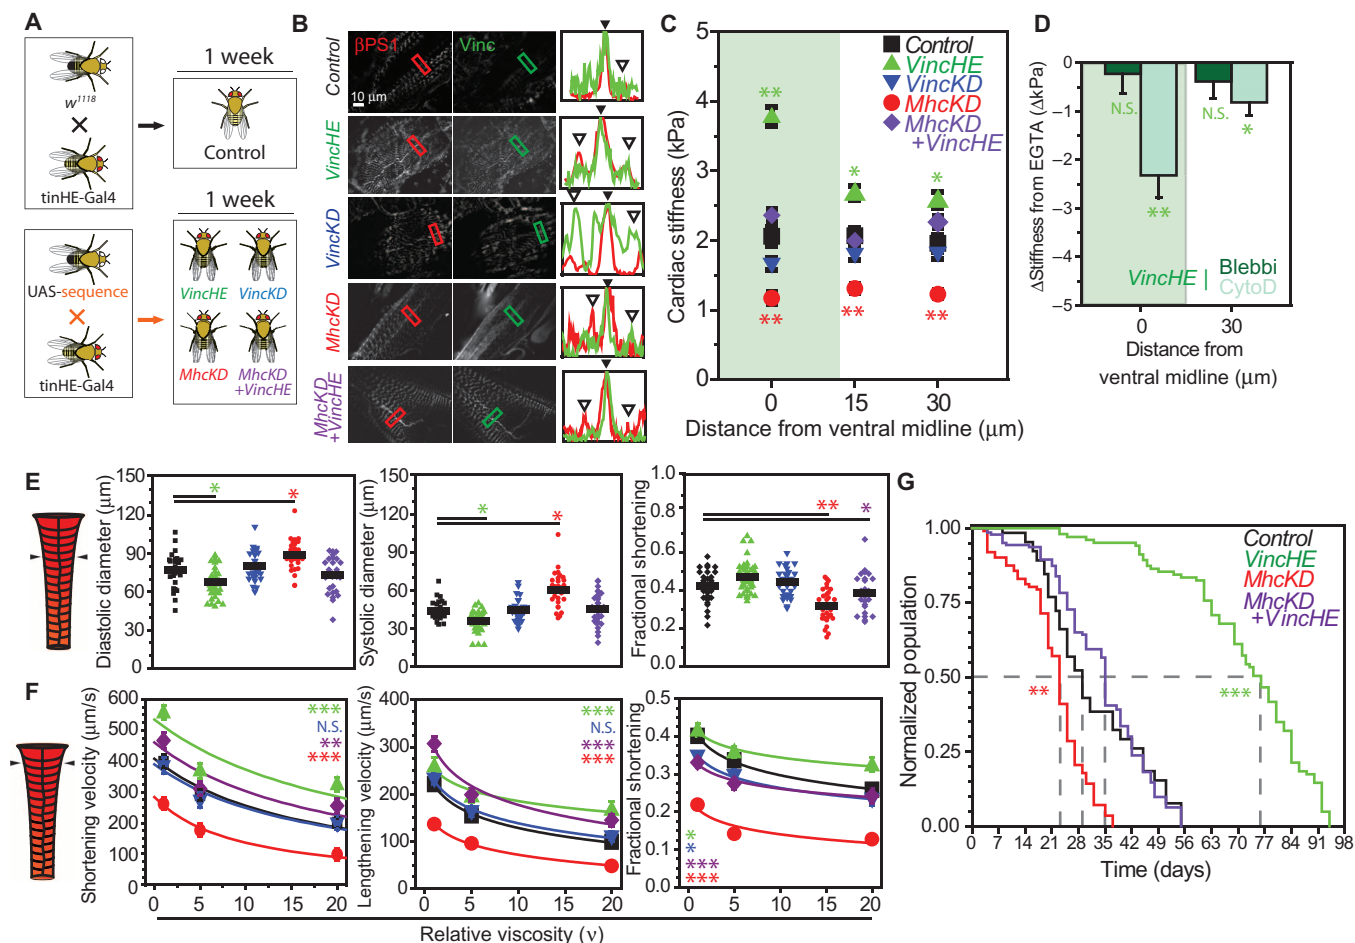 A
w1118
tinHE-Gal4
1 week
Control
UAS-sequence
tinHE-Gal4
1 week
VincHE
VincKD
MhcKD
MhcKD
+VincHE
B
βPS1
Vinc
10 μm
Control
VincHE
VincKD
MhcKD
MhcKD
+VincHE
C
Cardiac stiffness (kPa)
5
4
3
2
1
0
**
**
*
**
*
**
Control
VincHE
VincKD
MhcKD
MhcKD
+VincHE
0
15
30
Distance from ventral midline (μm)
D
ΔStiffness from EGTA (ΔkPa)
0
−1
−2
−3
−4
−5
N.S.
**
N.S.
*
VincHE | Blebbi
CytoD
0
30
Distance from
ventral midline (μm)
E
Diastolic diameter (μm)
150
120
90
60
30
0
*
*
Systolic diameter (μm)
150
120
90
60
30
0
*
*
Fractional shortening
1.0
0.8
0.6
0.4
0.2
0.0
**
*
F
Shortening velocity (μm/s)
600
500
400
300
200
100
0
***
N.S.
**
***
0
5
10
15
20
Lengthening velocity (μm/s)
400
300
200
100
0
***
N.S.
***
***
0
5
10
15
20
Fractional shortening
0.5
0.4
0.3
0.2
0.1
0.0
*
*
***
***
0
5
10
15
20
Relative viscosity (ν)
G
Normalized population
1.00
0.75
0.50
0.25
0.00
Control
VincHE
MhcKD
MhcKD
+VincHE
**
***
0
7
14
21
28
35
42
49
56
63
70
77
84
91
98
Time (days)